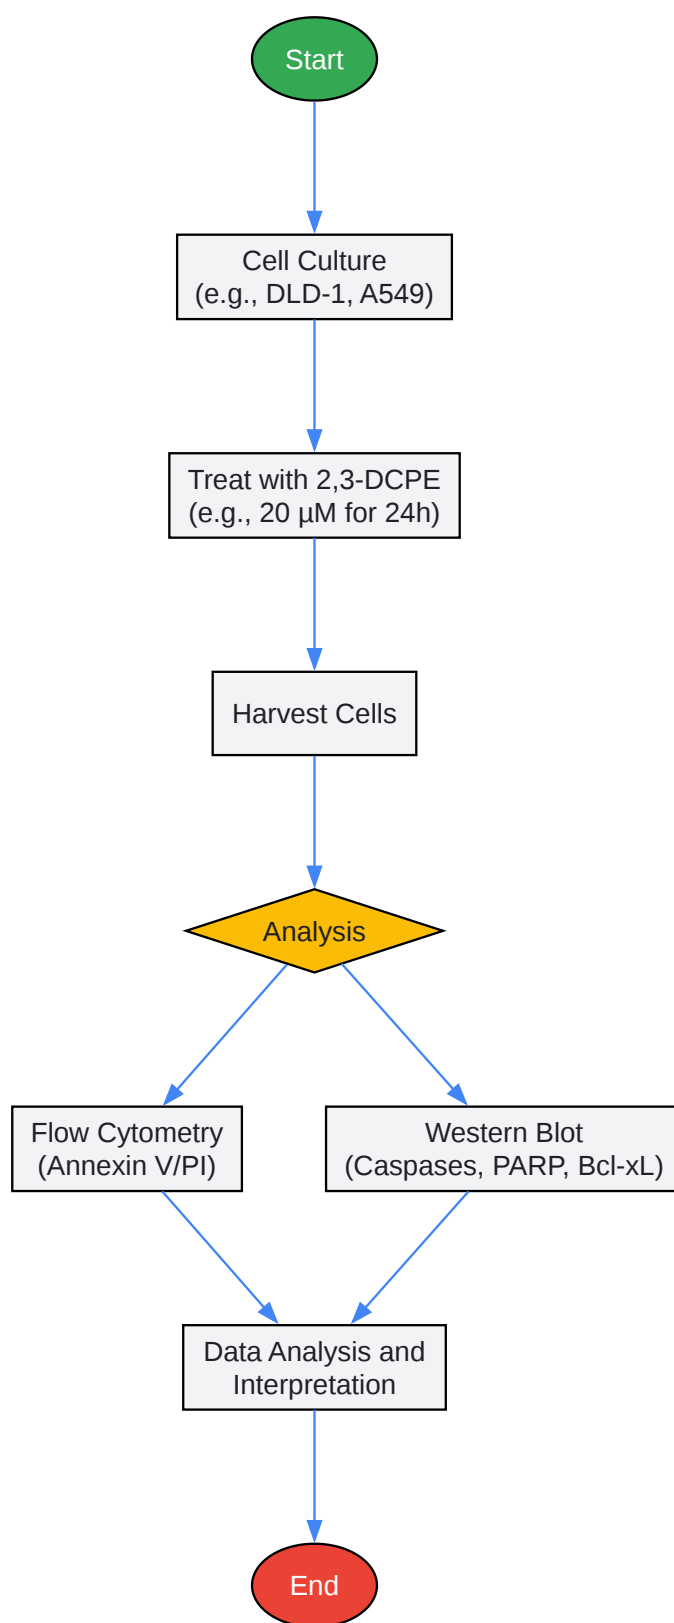 Start
Cell Culture
(e.g., DLD-1, A549)
Treat with 2,3-DCPE
(e.g., 20 µM for 24h)
Harvest Cells
Analysis
Flow Cytometry
(Annexin V/PI)
Western Blot
(Caspases, PARP, Bcl-xL)
Data Analysis and
Interpretation
End